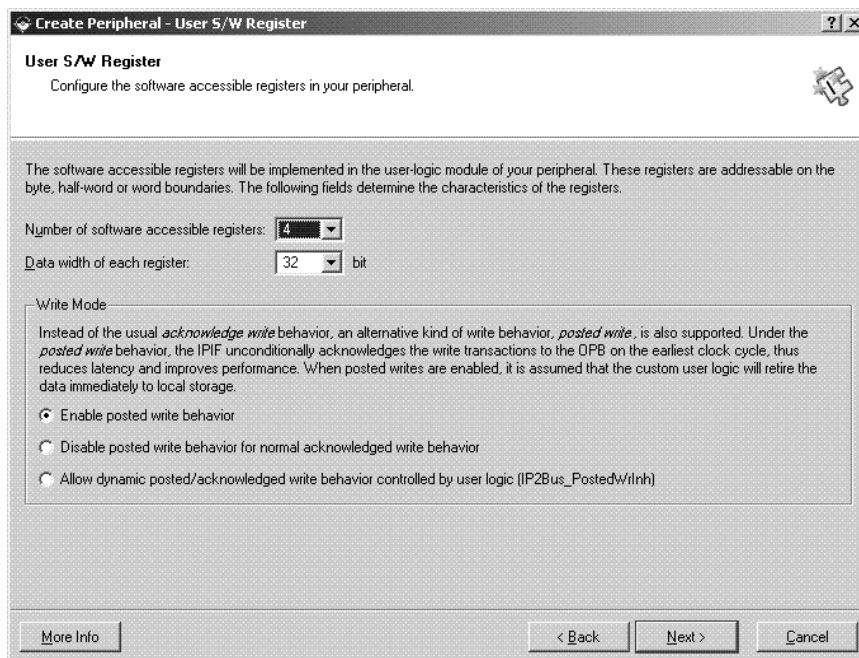 Create Peripheral - User S/W Register
User S/W Register
Configure the software accessible registers in your peripheral.
The software accessible registers will be implemented in the user-logic module of your peripheral. These registers are addressable on the
byte, half-word or word boundaries. The following fields determine the characteristics of the registers.
Number of software accessible registers: 4
Data width of each register: 32 bit
Write Mode
Instead of the usual acknowledge write behavior, an alternative kind of write behavior, posted write, is also supported. Under the
posted write behavior, the IPIF unconditionally acknowledges the write transactions to the OPB on the earliest clock cycle, thus
reduces latency and improves performance. When posted writes are enabled, it is assumed that the custom user logic will retire the
data immediately to local storage.
Enable posted write behavior
Disable posted write behavior for normal acknowledged write behavior
Allow dynamic posted/acknowledged write behavior controlled by user logic (IP2Bus_PostedWrInh)
More Info < Back Next > Cancel